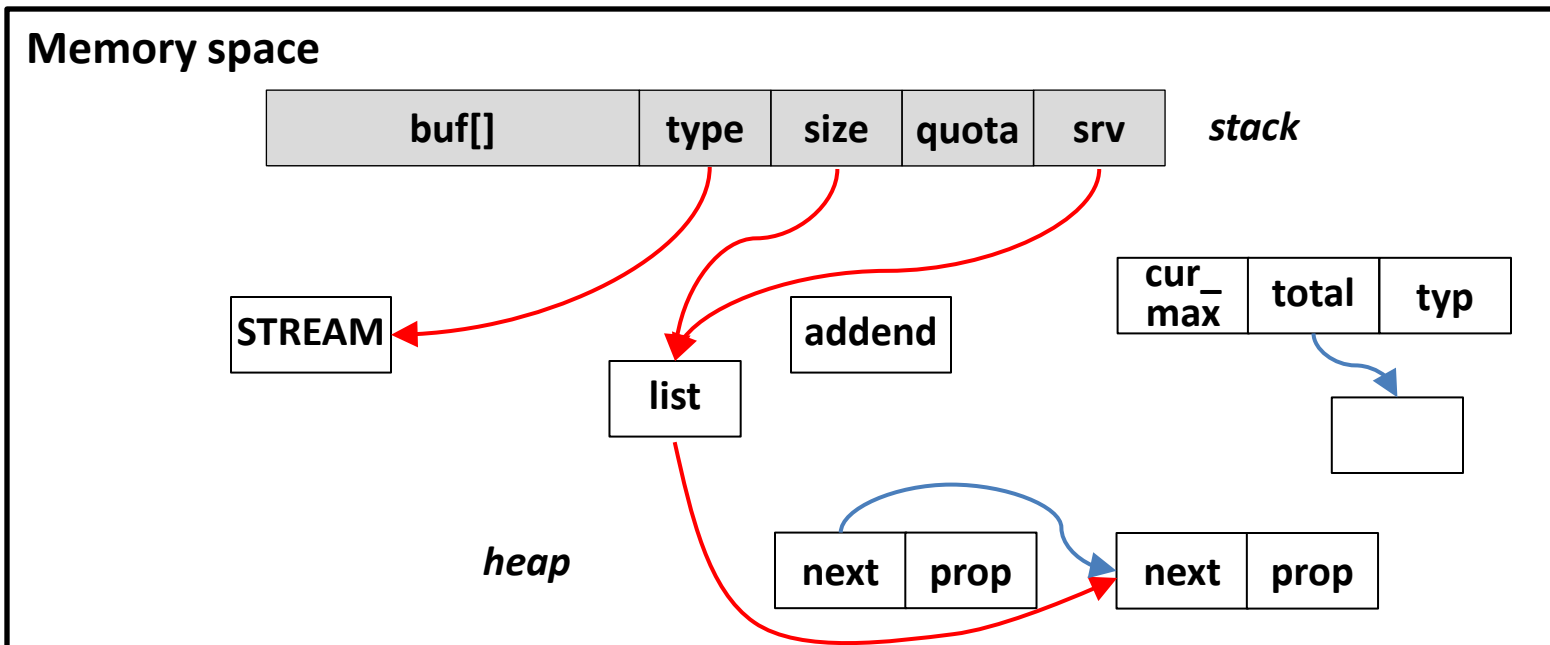 Memory space
buf[] type size quota srv stack
STREAM
addend
cur_
max
total
typ
list
heap
next prop
next prop